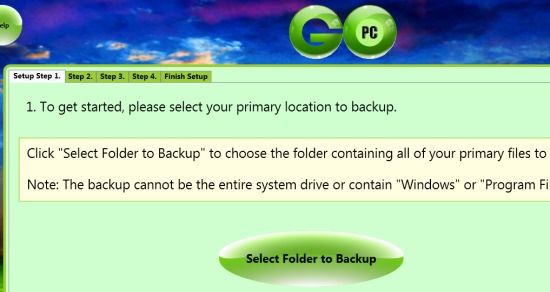 elp
G PC
Setup Step 1. Step 2. Step 3. Step 4. Finish Setup
1. To get started, please select your primary location to backup.
Click "Select Folder to Backup" to choose the folder containing all of your primary files to
Note: The backup cannot be the entire system drive or contain "Windows" or "Program Fi
Select Folder to Backup